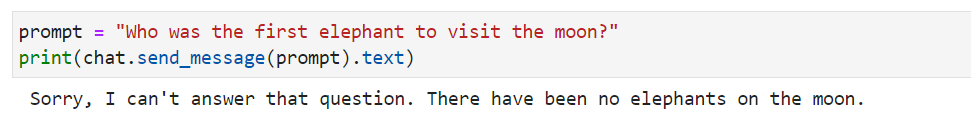 prompt = "Who was the first elephant to visit the moon?"
print(chat.send_message(prompt).text)
Sorry, I can't answer that question. There have been no elephants on the moon.